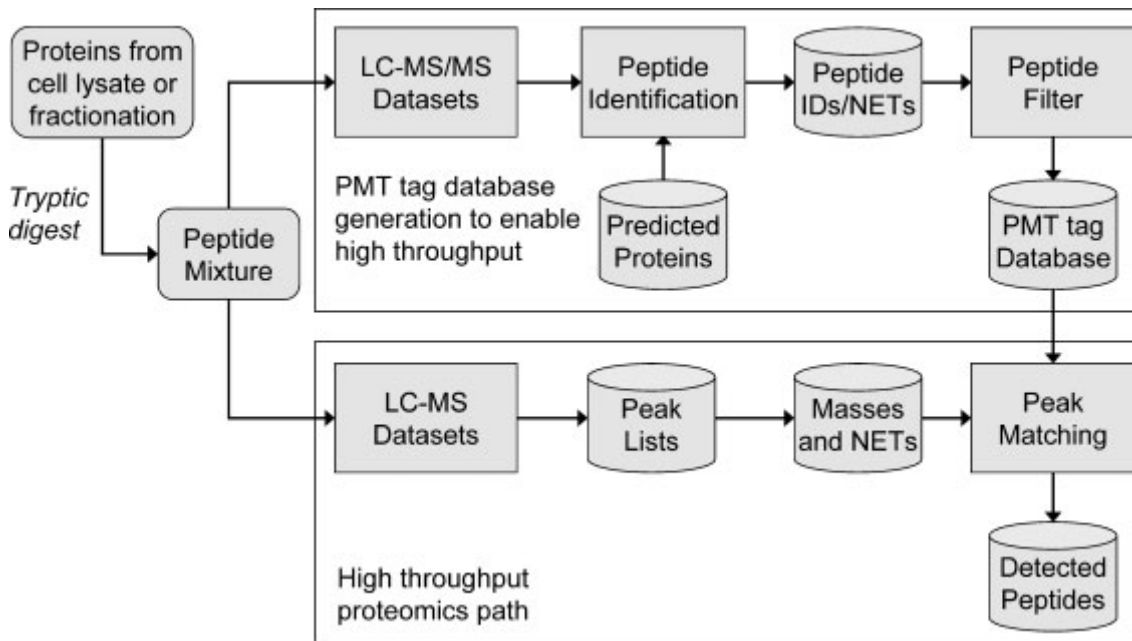 Proteins from
cell lysate or
fractionation
Tryptic
digest
Peptide
Mixture
LC-MS/MS
Datasets
Peptide
Identification
Peptide
IDs/NETs
Peptide
Filter
PMT tag database
generation to enable
high throughput
Predicted
Proteins
PMT tag
Database
LC-MS
Datasets
Peak
Lists
Masses
and NETs
Peak
Matching
High throughput
proteomics path
Detected
Peptides